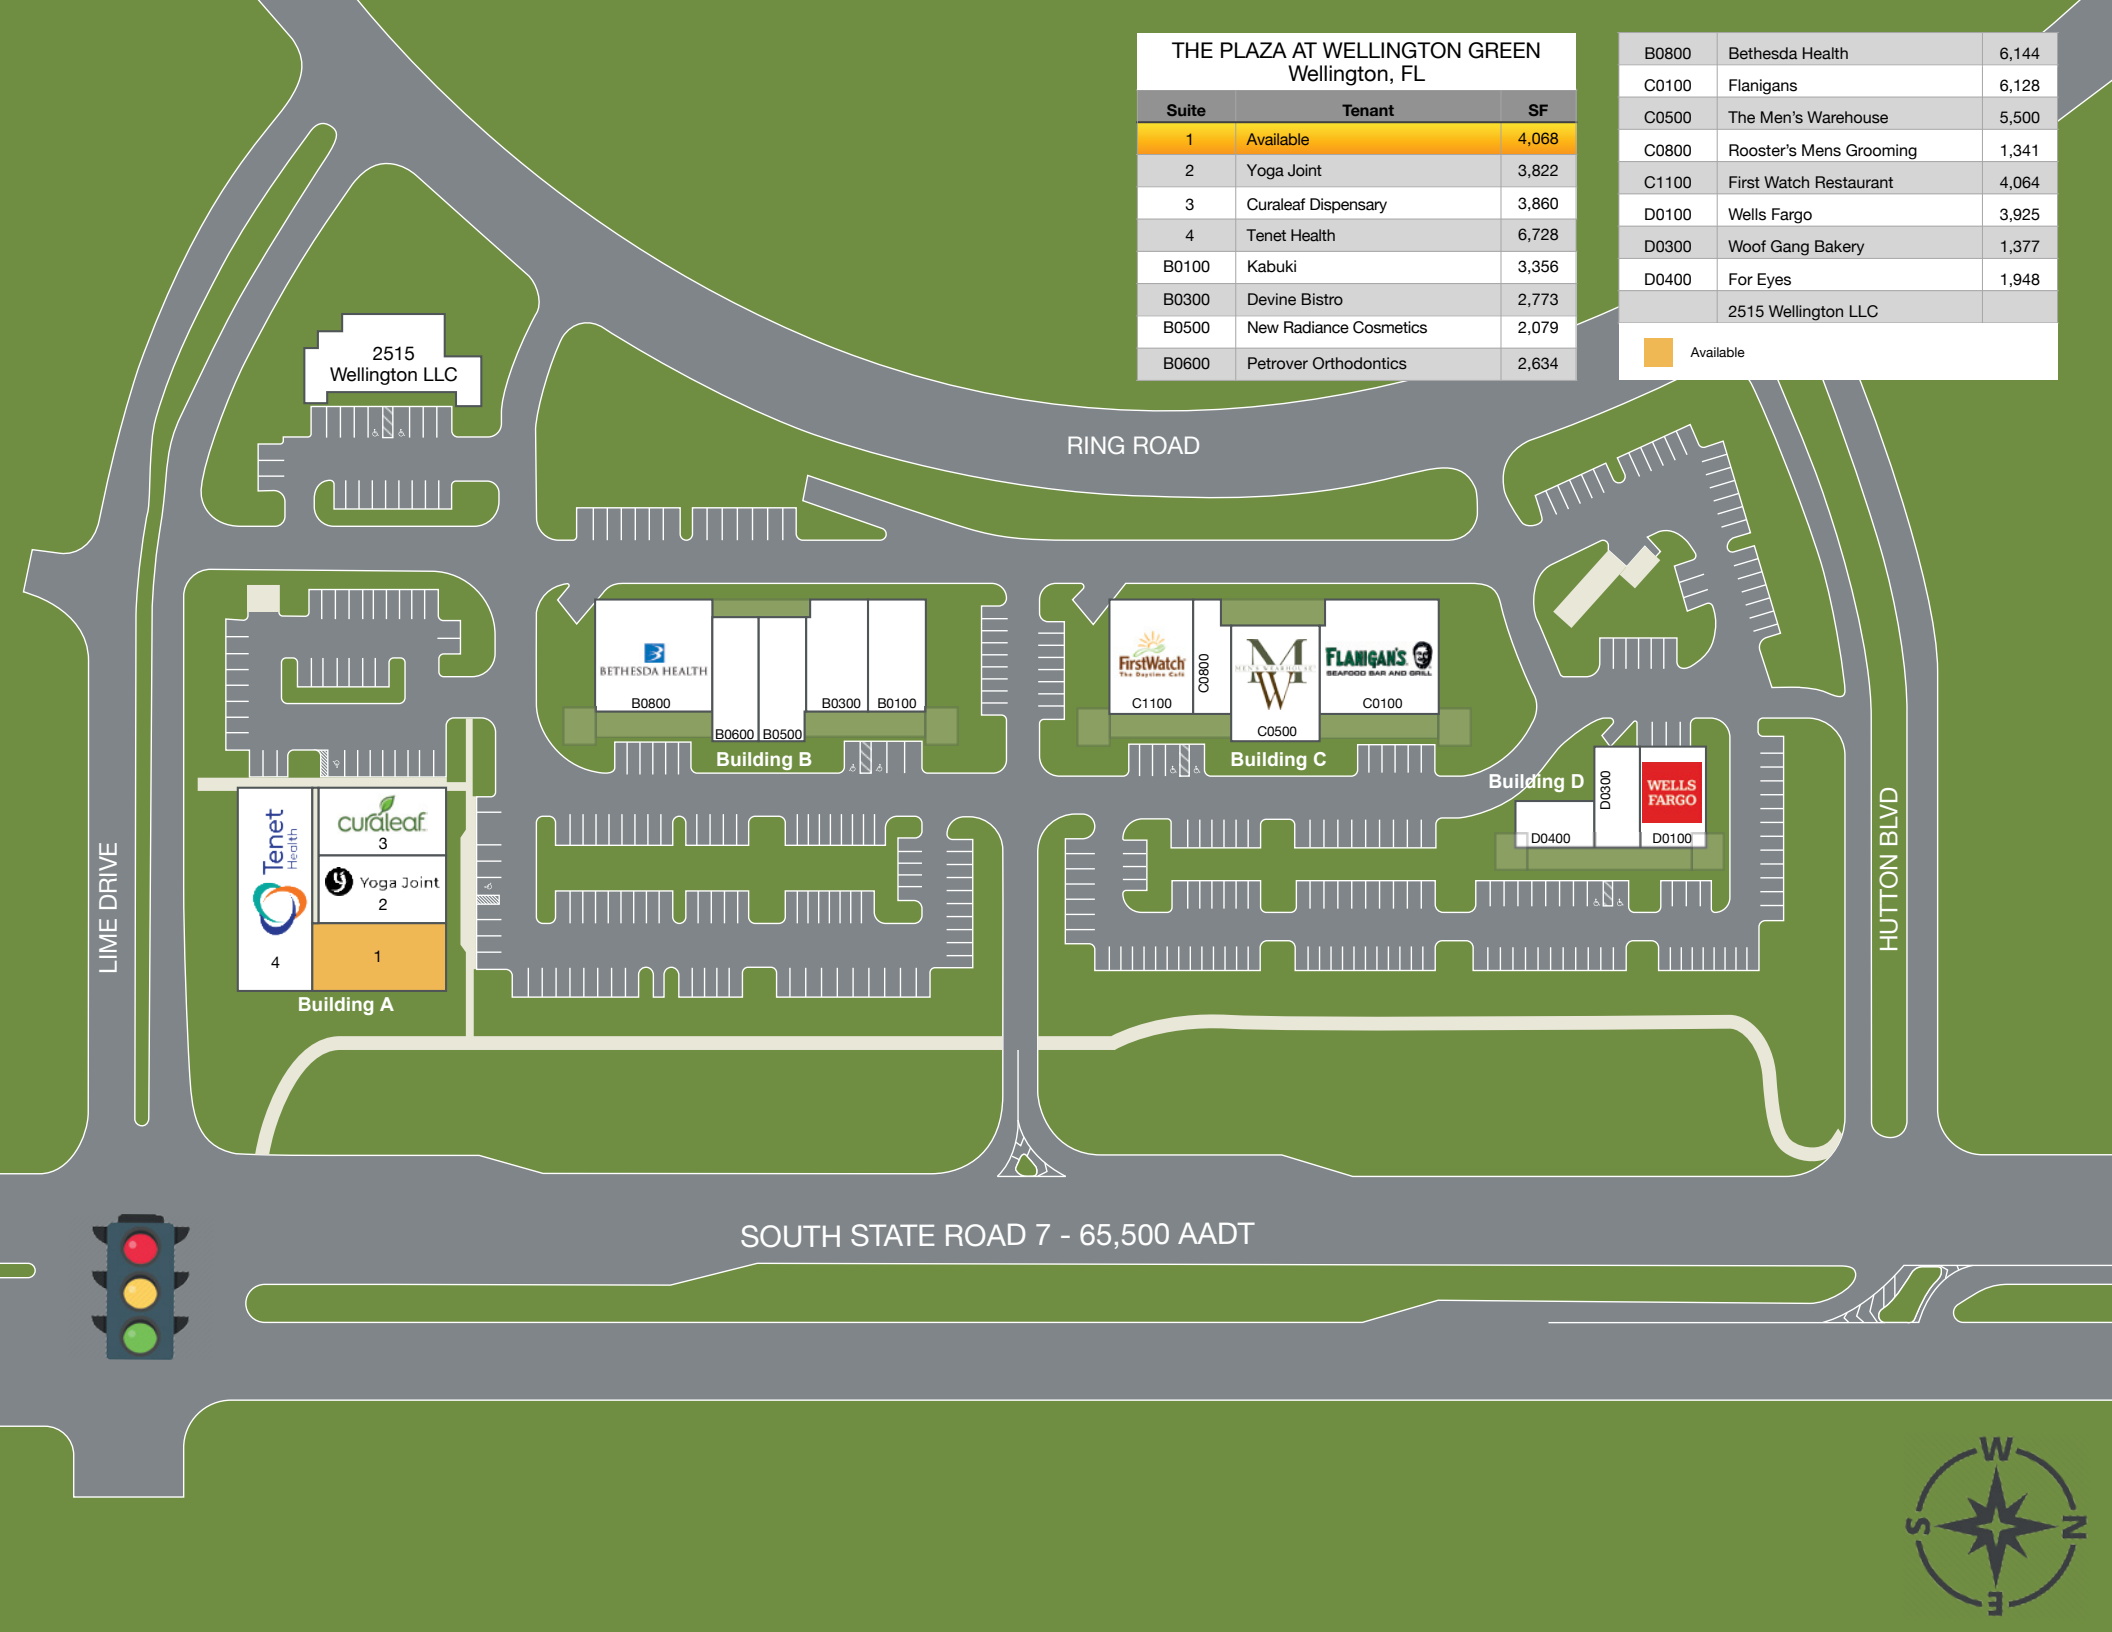 THE PLAZA AT WELLINGTON GREEN
Wellington, FL
Suite Tenant SF
1 Available 4,068
2 Yoga Joint 3,822
3 Curaleaf Dispensary 3,860
4 Tenet Health 6,728
B0100 Kabuki 3,356
B0300 Devine Bistro 2,773
B0500 New Radiance Cosmetics 2,079
B0600 Petrover Orthodontics 2,634
B0800 Bethesda Health 6,144
C0100 Flanigans 6,128
C0500 The Men's Warehouse 5,500
C0800 Rooster's Mens Grooming 1,341
C1100 First Watch Restaurant 4,064
D0100 Wells Fargo 3,925
D0300 Woof Gang Bakery 1,377
D0400 For Eyes 1,948
2515 Wellington LLC
Available
2515
Wellington LLC
RING ROAD
BETHESDA HEALTH
B0800
B0600
B0500
B0300
B0100
Building B
FirstWatch
The Daytime Café
C1100
C0800
M
MEN'S WEARHOUSE
W
C0500
FLANIGAN'S
SEAFOOD BAR AND GRILL
C0100
Building C
Building D
D0300
WELLS
FARGO
D0400
D0100
Tenet
Health
4
curaleaf
3
Yoga Joint
2
1
Building A
LIME DRIVE
HUTTON BLVD
SOUTH STATE ROAD 7 - 65,500 AADT
W
S
N
E